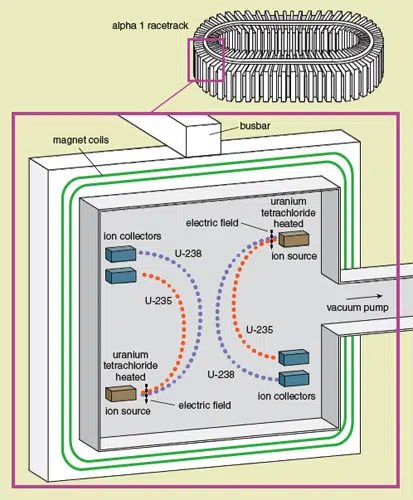 alpha 1 racetrack
busbar
magnet coils
uranium
tetrachloride
heated
electric field
ion source
ion collectors
U-238
U-235
vacuum pump
uranium
tetrachloride
heated
ion source
electric field
U-235
U-238
ion collectors